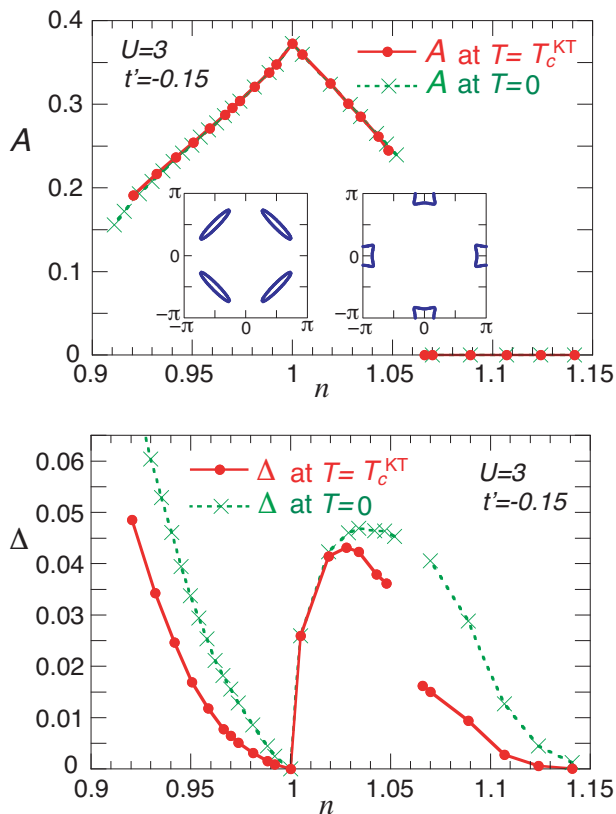 0.4
U=3
t'=-0.15
A at T= T_c^KT
A at T=0
0.3
A
0.2
π
π
0.1
0
0
-π
-π
-π 0 π
-π 0 π
0
0.9 0.95 1 1.05 1.1 1.15
n
0.06
Δ at T= T_c^KT
U=3
0.05
Δ at T=0
t'=-0.15
0.04
Δ
0.03
0.02
0.01
0
0.9 0.95 1 1.05 1.1 1.15
n